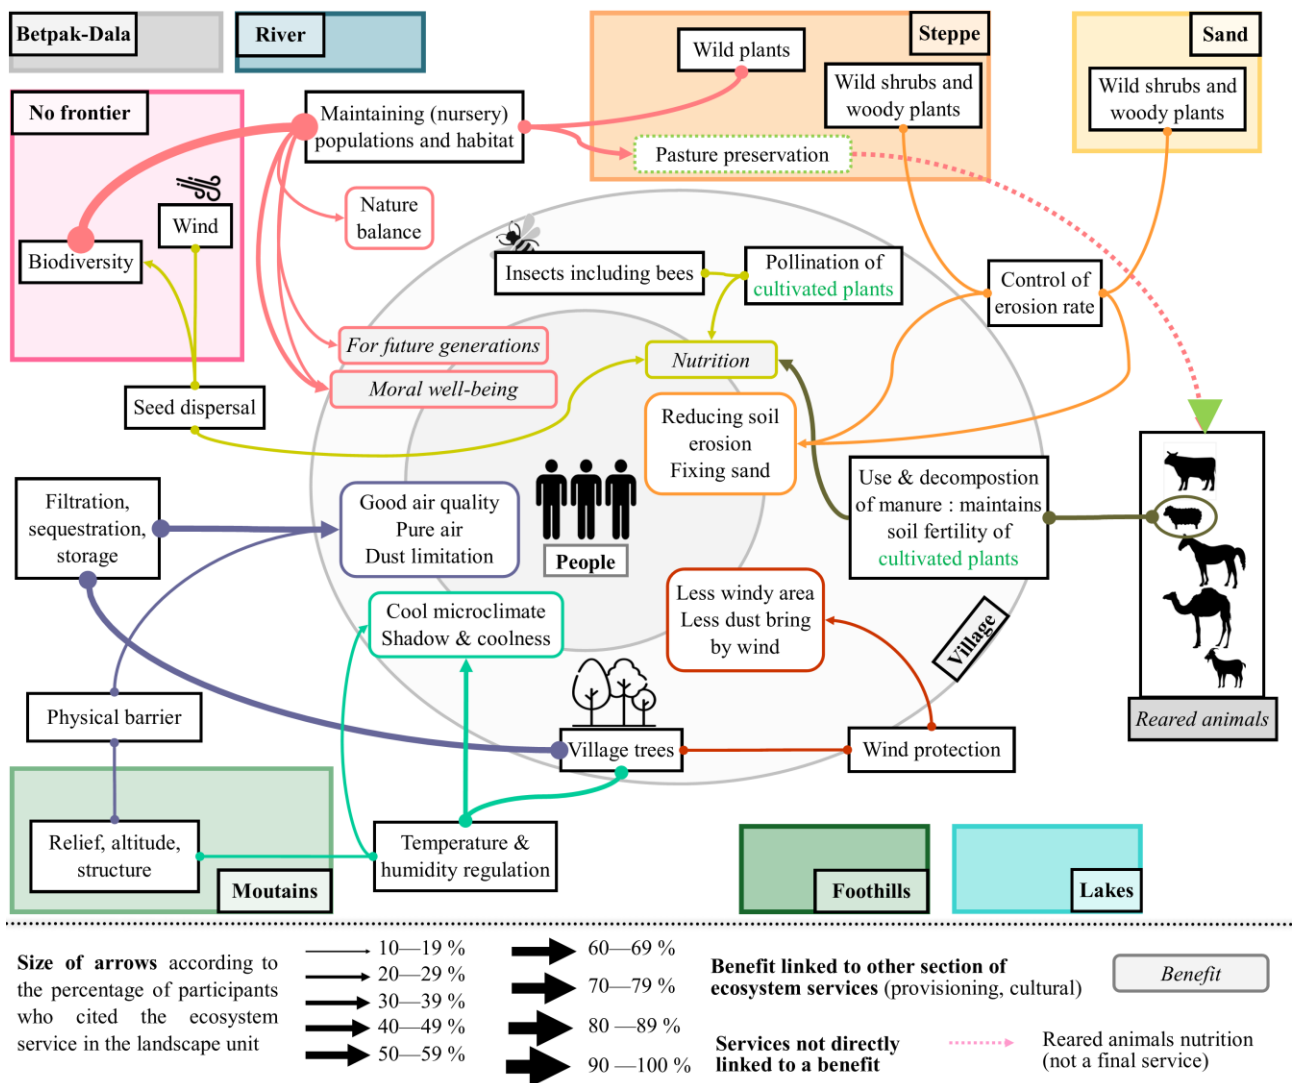 Betpak-Dala
River
Steppe
Sand
Wild plants
Wild shrubs and
woody plants
Wild shrubs and
woody plants
No frontier
Maintaining (nursery)
populations and habitat
Pasture preservation
Nature
balance
Wind
Biodiversity
Insects including bees
Pollination of
cultivated plants
Control of
erosion rate
For future generations
Nutrition
Moral well-being
Seed dispersal
Reducing soil
erosion
Fixing sand
Filtration,
sequestration,
storage
Good air quality
Pure air
Dust limitation
People
Use & decompostion
of manure : maintains
soil fertility of
cultivated plants
Cool microclimate
Shadow & coolness
Less windy area
Less dust bring
by wind
Village
Physical barrier
Village trees
Wind protection
Reared animals
Relief, altitude,
structure
Moutains
Temperature &
humidity regulation
Foothills
Lakes
Size of arrows according to
the percentage of participants
who cited the ecosystem
service in the landscape unit
10—19 %
20—29 %
30—39 %
40—49 %
50—59 %
60—69 %
70—79 %
80 —89 %
90 —100 %
Benefit linked to other section of
ecosystem services (provisioning, cultural)
Benefit
Services not directly
linked to a benefit
Reared animals nutrition
(not a final service)